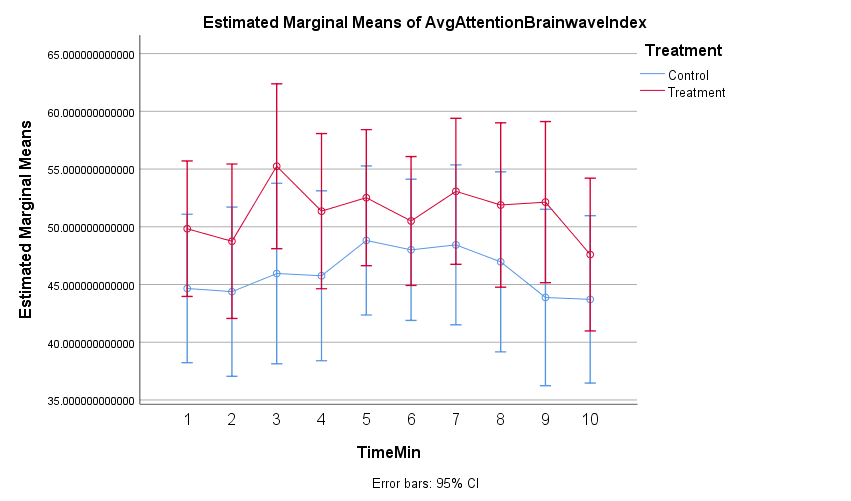 Estimated Marginal Means of AvgAttentionBrainwaveIndex
Treatment
Control
Treatment
Estimated Marginal Means
65.000000000000
60.000000000000
55.000000000000
50.000000000000
45.000000000000
40.000000000000
35.000000000000
1 2 3 4 5 6 7 8 9 10
TimeMin
Error bars: 95% CI